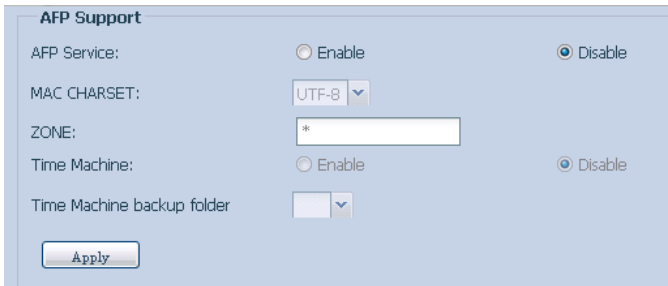 AFP Support
AFP Service: Enable Disable
MAC CHARSET: UTF-8
ZONE: *
Time Machine: Enable Disable
Time Machine backup folder
Apply